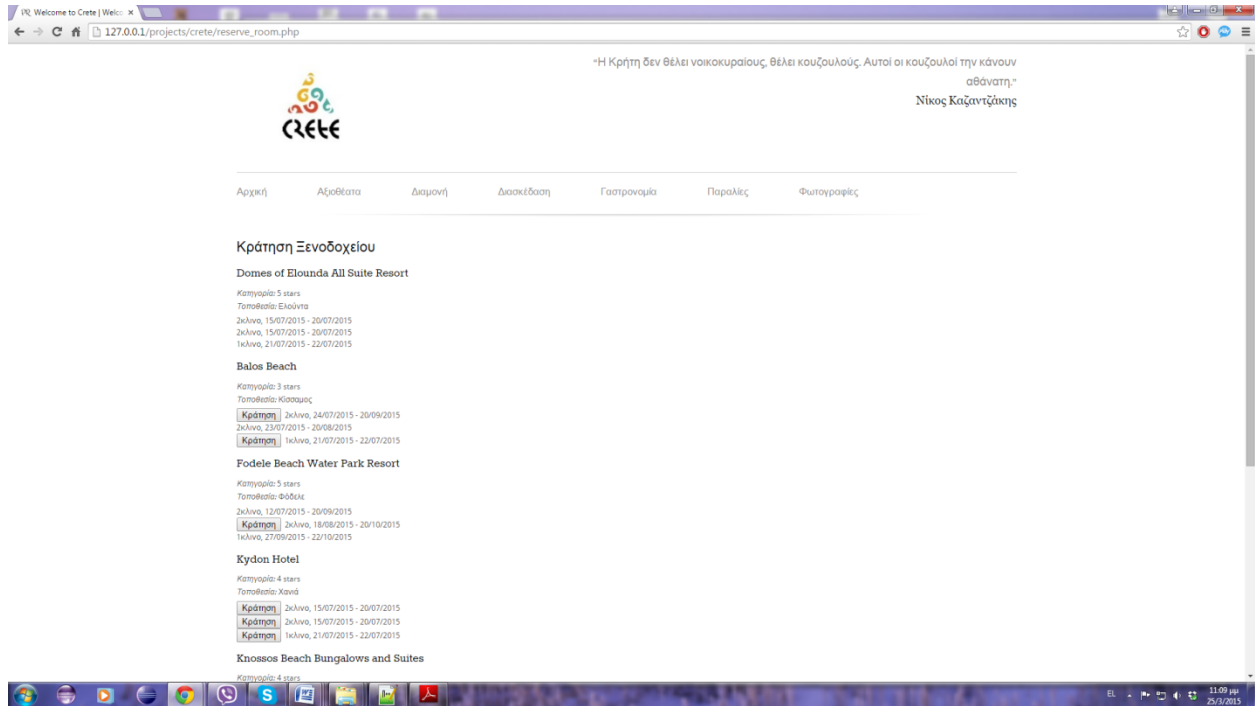 Welcome to Crete | Welco
127.0.0.1/projects/crete/reserve_room.php
"Η Κρήτη δεν θέλει νοικοκυραίους, θέλει κουζουλούς. Αυτοί οι κουζουλοί την κάνουν
αθάνατη."
Νίκος Καζαντζάκης
CRETE
Αρχική Αξιοθέατα Διαμονή Διασκέδαση Γαστρονομία Παραλίες Φωτογραφίες
Κράτηση Ξενοδοχείου
Domes of Elounda All Suite Resort
Κατηγορία: 5 stars
Τοποθεσία: Ελούντα
2κλινο, 15/07/2015 - 20/07/2015
2κλινο, 15/07/2015 - 20/07/2015
1κλινο, 21/07/2015 - 22/07/2015
Balos Beach
Κατηγορία: 3 stars
Τοποθεσία: Κίσσαμος
Κράτηση 2κλινο, 24/07/2015 - 20/09/2015
2κλινο, 23/07/2015 - 20/08/2015
Κράτηση 1κλινο, 21/07/2015 - 22/07/2015
Fodele Beach Water Park Resort
Κατηγορία: 5 stars
Τοποθεσία: Φόδελε
2κλινο, 12/07/2015 - 20/09/2015
Κράτηση 2κλινο, 18/08/2015 - 20/10/2015
1κλινο, 27/09/2015 - 22/10/2015
Kydon Hotel
Κατηγορία: 4 stars
Τοποθεσία: Χανιά
Κράτηση 2κλινο, 15/07/2015 - 20/07/2015
Κράτηση 2κλινο, 15/07/2015 - 20/07/2015
Κράτηση 1κλινο, 21/07/2015 - 22/07/2015
Knossos Beach Bungalows and Suites
Κατηγορία: 4 stars
EL 11:09 μμ
25/3/2015